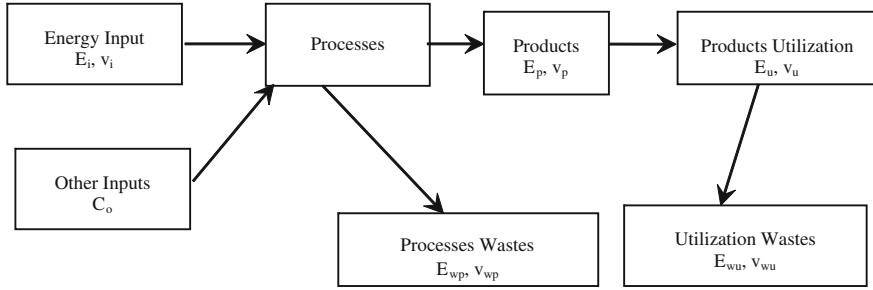 Energy Input
E_i, v_i
Processes
Products
E_p, v_p
Products Utilization
E_u, v_u
Other Inputs
C_o
Processes Wastes
E_wp, v_wp
Utilization Wastes
E_wu, v_wu